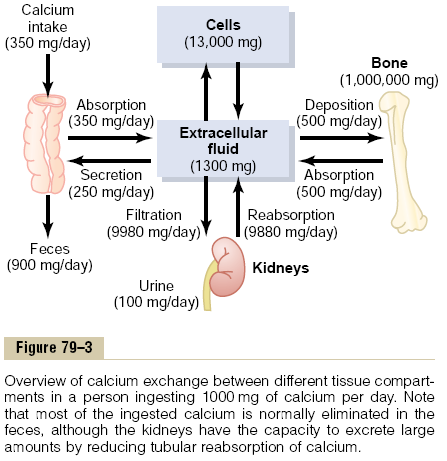 Calcium
intake
(350 mg/day)
Cells
(13,000 mg)
Bone
(1,000,000 mg)
Absorption
(350 mg/day)
Deposition
(500 mg/day)
Extracellular
fluid
(1300 mg)
Secretion
(250 mg/day)
Absorption
(500 mg/day)
Filtration
(9980 mg/day)
Reabsorption
(9880 mg/day)
Feces
(900 mg/day)
Kidneys
Urine
(100 mg/day)
Figure 79–3
Overview of calcium exchange between different tissue compart-
ments in a person ingesting 1000 mg of calcium per day. Note
that most of the ingested calcium is normally eliminated in the
feces, although the kidneys have the capacity to excrete large
amounts by reducing tubular reabsorption of calcium.